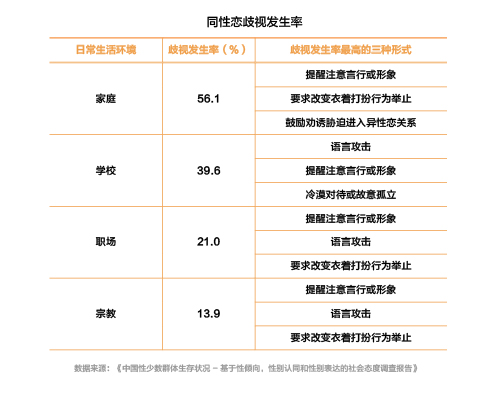 同性恋歧视发生率
日常生活环境 歧视发生率（%） 歧视发生率最高的三种形式
家庭 56.1 提醒注意言行或形象
要求改变衣着打扮行为举止
鼓励劝诱胁迫进入异性恋关系
学校 39.6 语言攻击
提醒注意言行或形象
冷漠对待或故意孤立
职场 21.0 提醒注意言行或形象
语言攻击
要求改变衣着打扮行为举止
宗教 13.9 提醒注意言行或形象
语言攻击
要求改变衣着打扮行为举止
数据来源：《中国性少数群体生存状况 – 基于性倾向，性别认同和性别表达的社会态度调查报告》